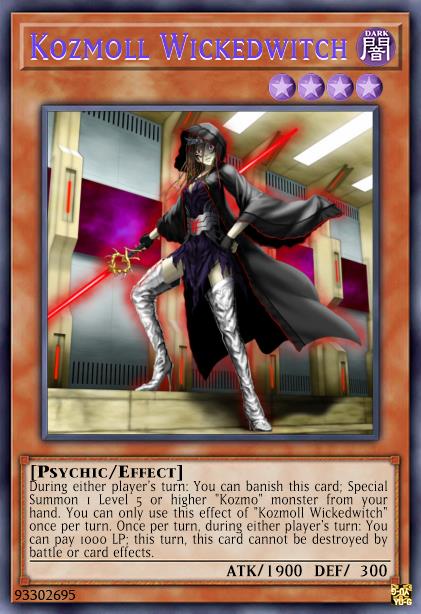 Kozmoll Wickedwitch
DARK
闇
[Psychic/Effect]
During either player's turn: You can banish this card; Special
Summon 1 Level 5 or higher "Kozmo" monster from your
hand. You can only use this effect of "Kozmoll Wickedwitch"
once per turn. Once per turn, during either player's turn: You
can pay 1000 LP; this turn, this card cannot be destroyed by
battle or card effects.
ATK/1900 DEF/ 300
93302695